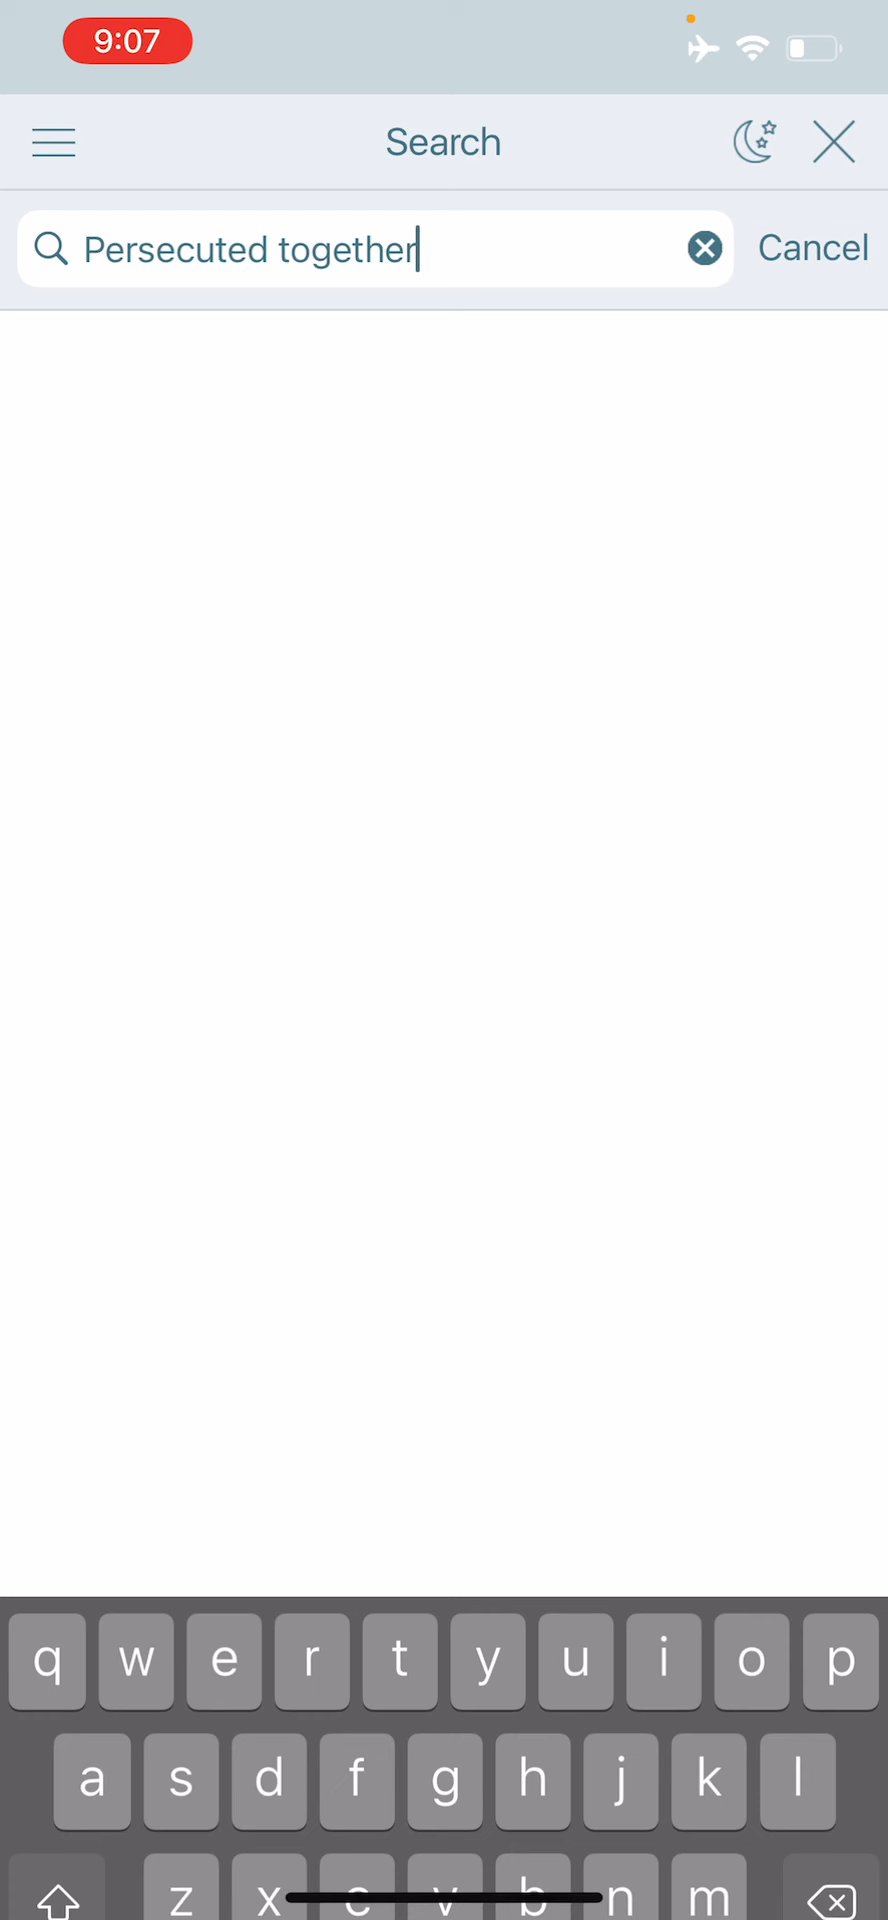 9:07
Search
Persecuted together
Cancel
q w e r t y u i o p
a s d f g h j k l
z x c v b n m